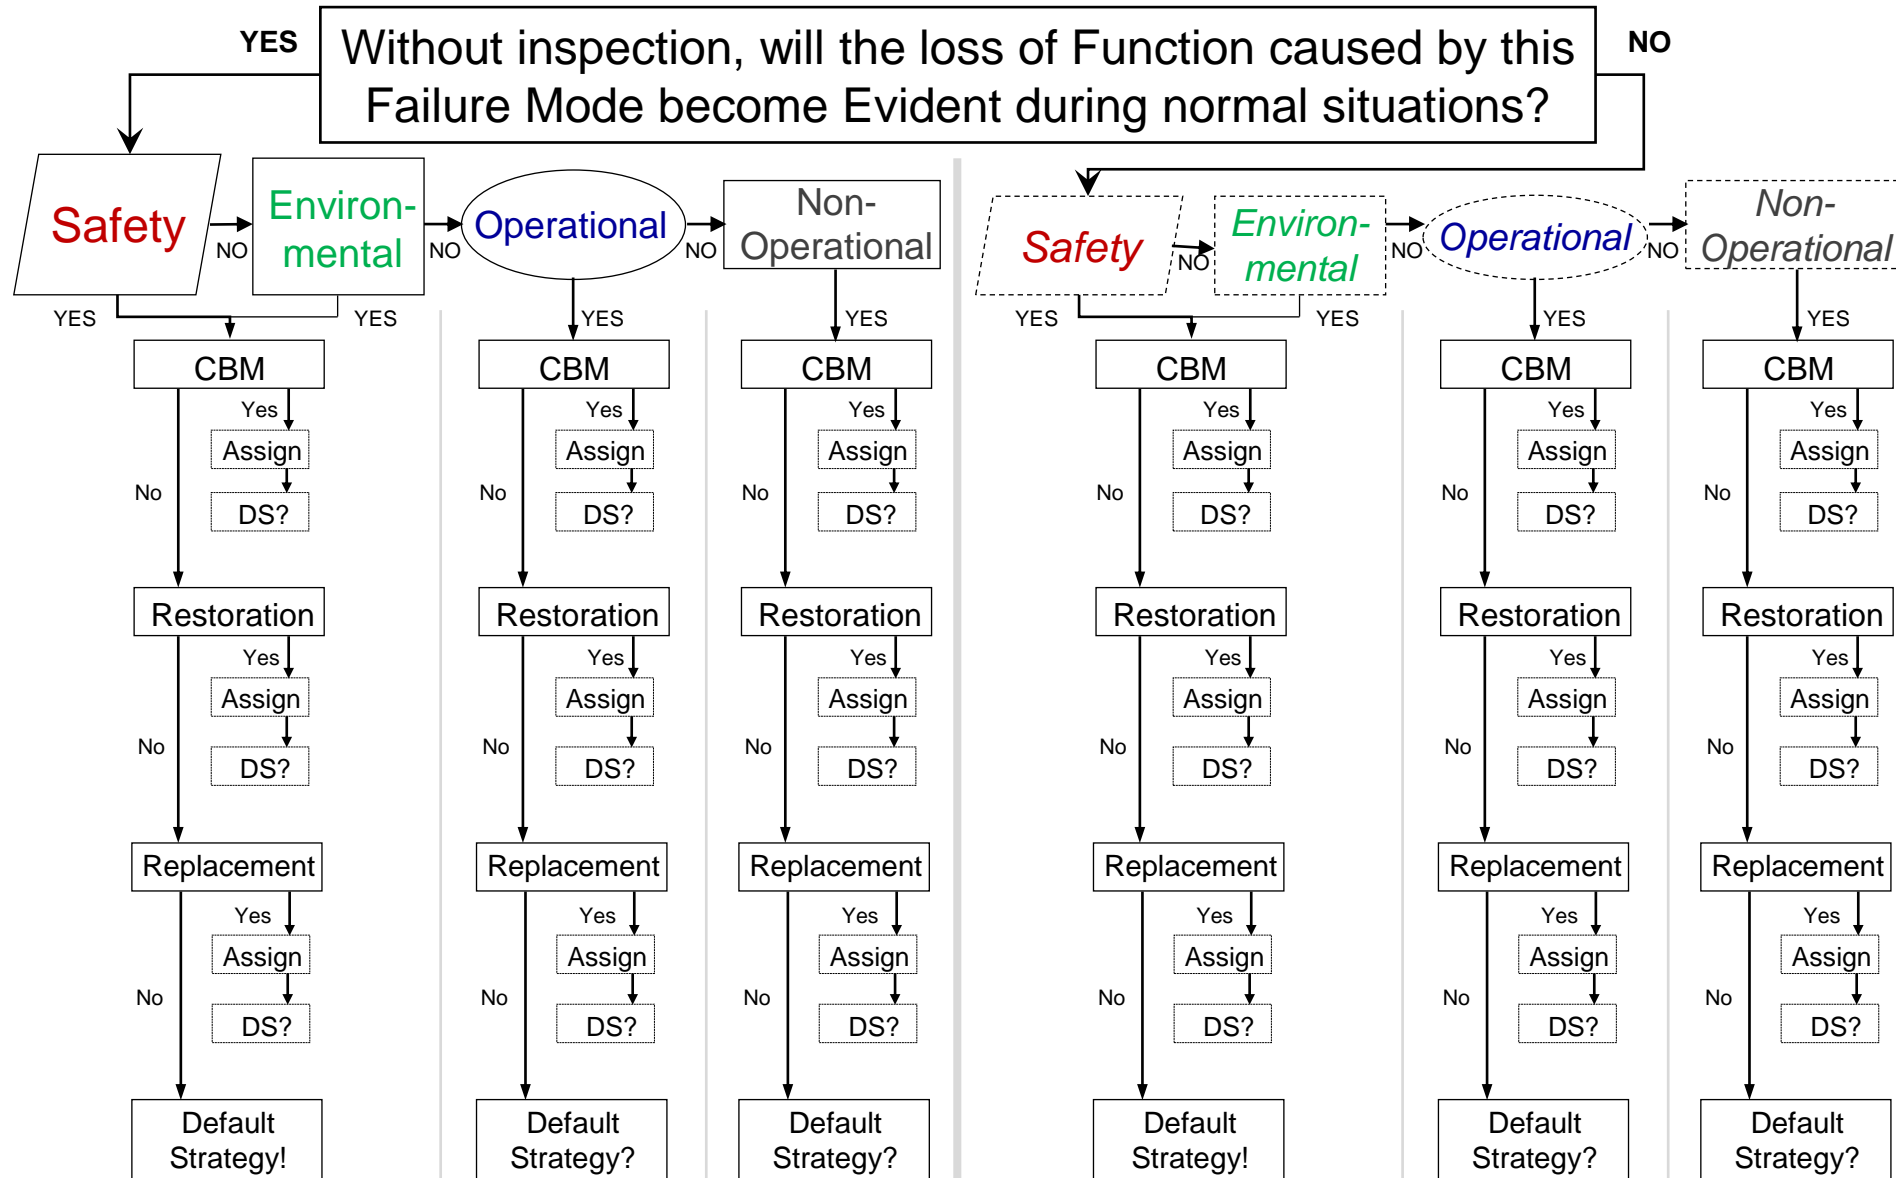 YES
Without inspection, will the loss of Function caused by this
Failure Mode become Evident during normal situations?
NO
Safety
NO
Environ-
mental
NO
Operational
NO
Non-
Operational
Safety
NO
Environ-
mental
NO
Operational
NO
Non-
Operational
YES
YES
YES
YES
YES
YES
YES
YES
CBM
CBM
CBM
CBM
CBM
CBM
Yes
Yes
Yes
Yes
Yes
Yes
Assign
Assign
Assign
Assign
Assign
Assign
No
No
No
No
No
No
DS?
DS?
DS?
DS?
DS?
DS?
Restoration
Restoration
Restoration
Restoration
Restoration
Restoration
Yes
Yes
Yes
Yes
Yes
Yes
Assign
Assign
Assign
Assign
Assign
Assign
No
No
No
No
No
No
DS?
DS?
DS?
DS?
DS?
DS?
Replacement
Replacement
Replacement
Replacement
Replacement
Replacement
Yes
Yes
Yes
Yes
Yes
Yes
Assign
Assign
Assign
Assign
Assign
Assign
No
No
No
No
No
No
DS?
DS?
DS?
DS?
DS?
DS?
Default
Strategy!
Default
Strategy?
Default
Strategy?
Default
Strategy!
Default
Strategy?
Default
Strategy?